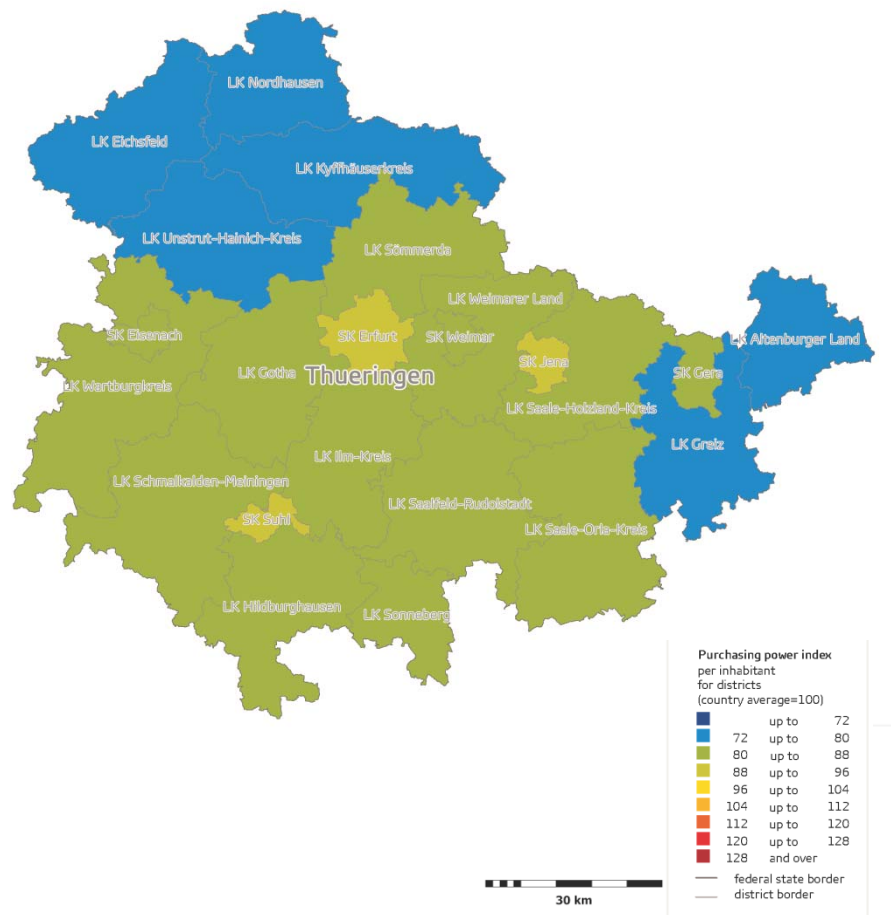 LK Nordhausen
LK Eichsfeld
LK Kyffhäuserkreis
LK Unstrut-Hainich-Kreis
LK Sömmerda
LK Weimarer Land
SK Eisenach
SK Erfurt
SK Weimar
LK Altenburger Land
SK Jena
LK Gotha
Thueringen
SK Gera
LK Wartburgkreis
LK Saale-Holzland-Kreis
LK Greiz
LK Ilm-Kreis
LK Schmalkalden-Meiningen
LK Saalfeld-Rudolstadt
SK Suhl
LK Saale-Orla-Kreis
LK Hildburghausen
LK Sonneberg
Purchasing power index
per inhabitant
for districts
(country average=100)
up to 72
72 up to 80
80 up to 88
88 up to 96
96 up to 104
104 up to 112
112 up to 120
120 up to 128
128 and over
federal state border
district border
30 km